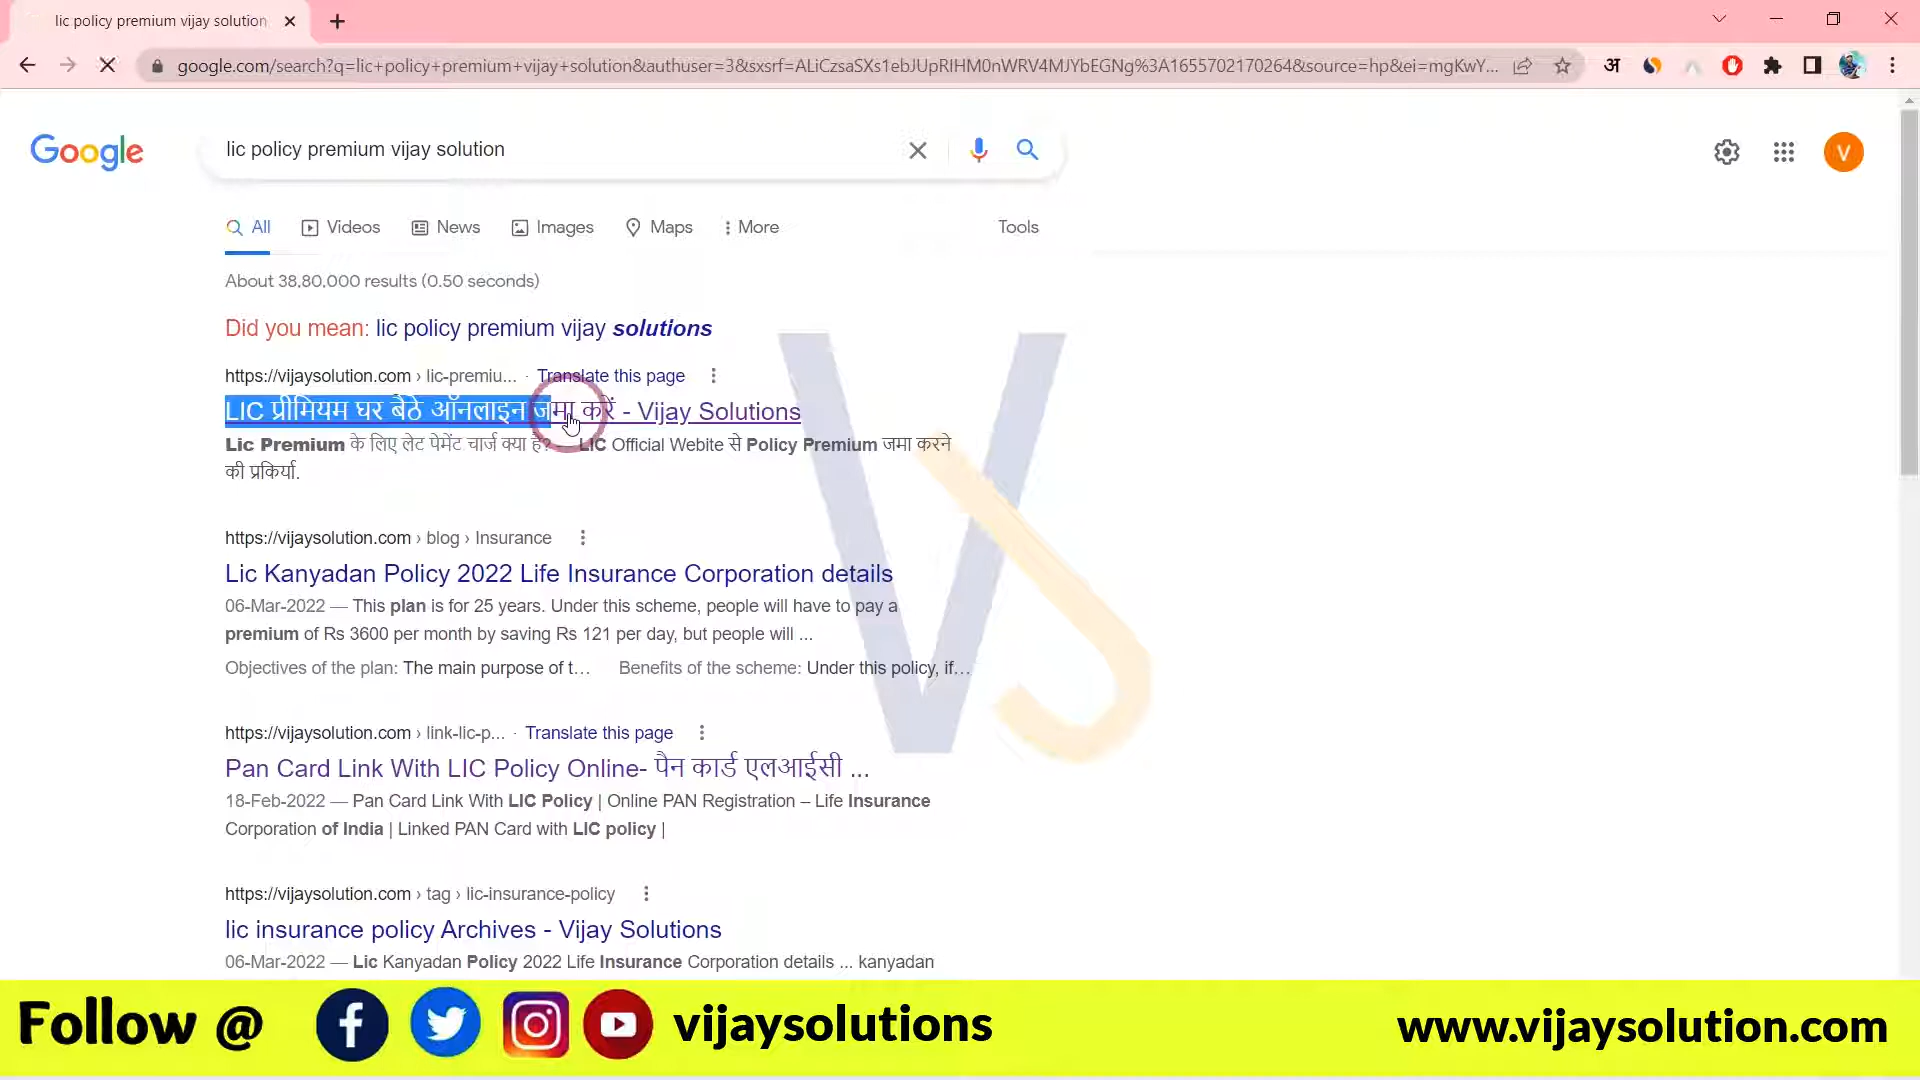 lic policy premium vijay solution
google.com/search?q=lic+policy+premium+vijay+solution&authuser=3&sxsrf=ALiCzsaSXs1ebJUpRIHM0nWRV4MJYbEGNg%3A1655702170264&source=hp&ei=mgKwY...
अ
Google
lic policy premium vijay solution
V
All Videos News Images Maps More Tools
About 38,80,000 results (0.50 seconds)
Did you mean: lic policy premium vijay solutions
https://vijaysolution.com › lic-premiu... · Translate this page
LIC प्रीमियम घर बैठे ऑनलाइन जमा करें - Vijay Solutions
Lic Premium के लिए लेट पेमेंट चार्ज क्या है? LIC Official Webite से Policy Premium जमा करने
की प्रकिर्या.
https://vijaysolution.com › blog › Insurance
Lic Kanyadan Policy 2022 Life Insurance Corporation details
06-Mar-2022 — This plan is for 25 years. Under this scheme, people will have to pay a
premium of Rs 3600 per month by saving Rs 121 per day, but people will ...
Objectives of the plan: The main purpose of t... Benefits of the scheme: Under this policy, if...
https://vijaysolution.com › link-lic-p... · Translate this page
Pan Card Link With LIC Policy Online- पैन कार्ड एलआईसी ...
18-Feb-2022 — Pan Card Link With LIC Policy | Online PAN Registration – Life Insurance
Corporation of India | Linked PAN Card with LIC policy |
https://vijaysolution.com › tag › lic-insurance-policy
lic insurance policy Archives - Vijay Solutions
06-Mar-2022 — Lic Kanyadan Policy 2022 Life Insurance Corporation details ... kanyadan
Follow @ vijaysolutions www.vijaysolution.com